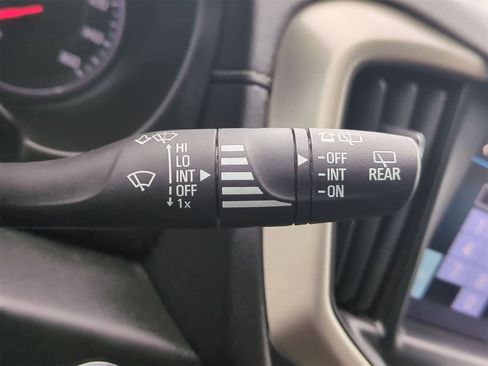 HI
LO
INT
OFF
1x
-OFF
-INT
-ON
REAR